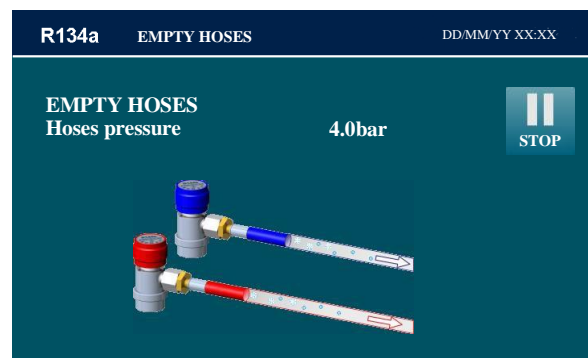 R134a EMPTY HOSES DD/MM/YY XX:XX
EMPTY HOSES
Hoses pressure 4.0bar
STOP